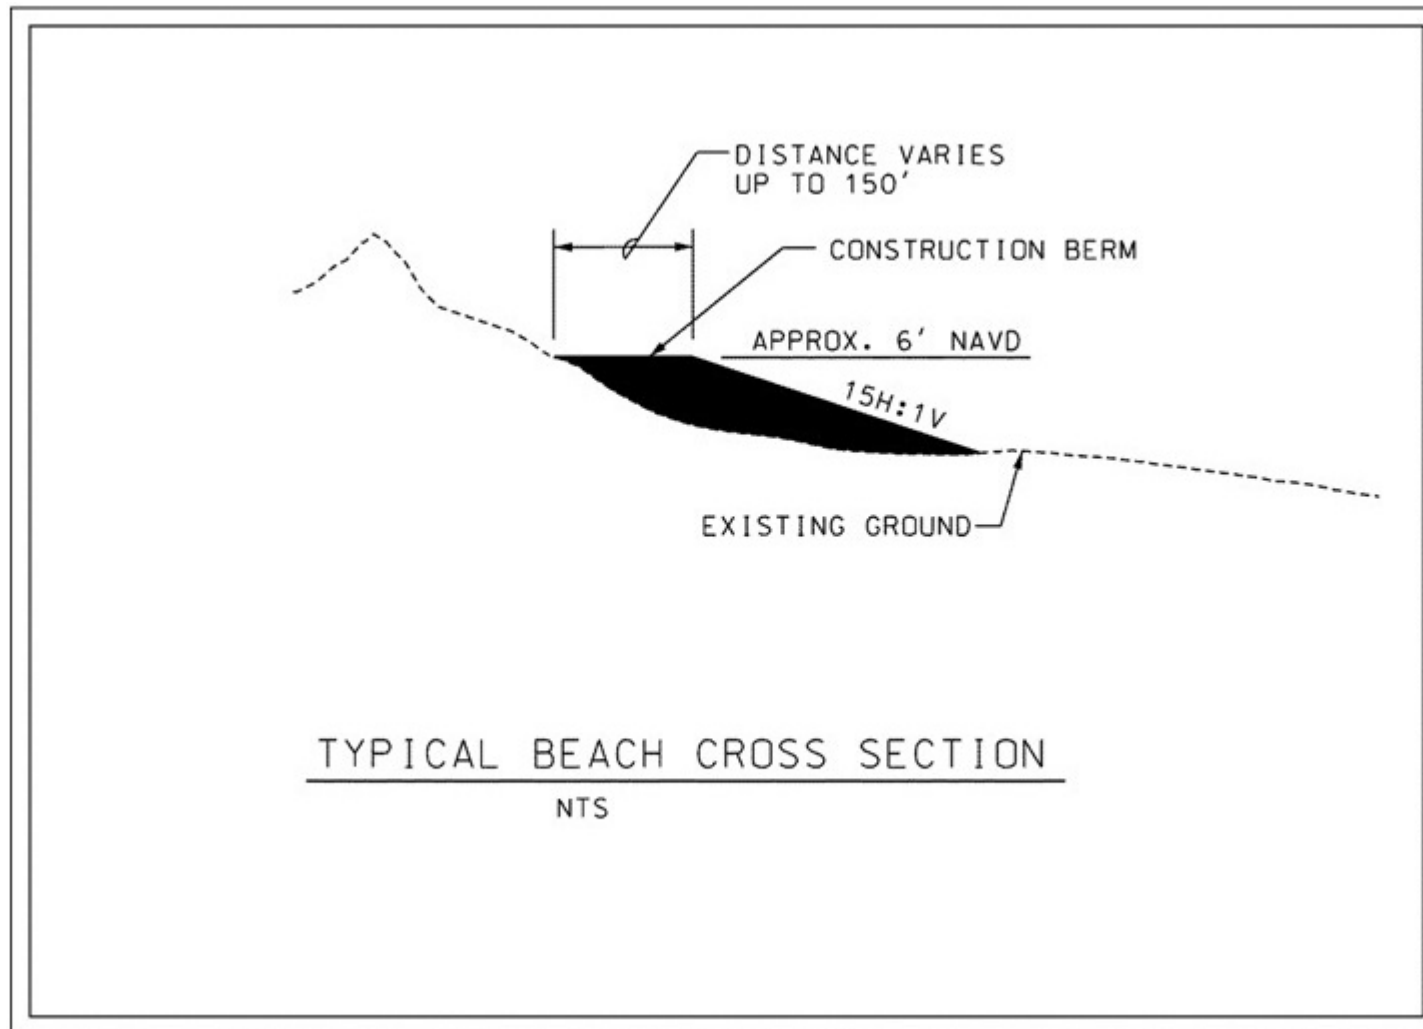 DISTANCE VARIES
UP TO 150'
CONSTRUCTION BERM
APPROX. 6' NAVD
15H:1V
EXISTING GROUND
TYPICAL BEACH CROSS SECTION
NTS